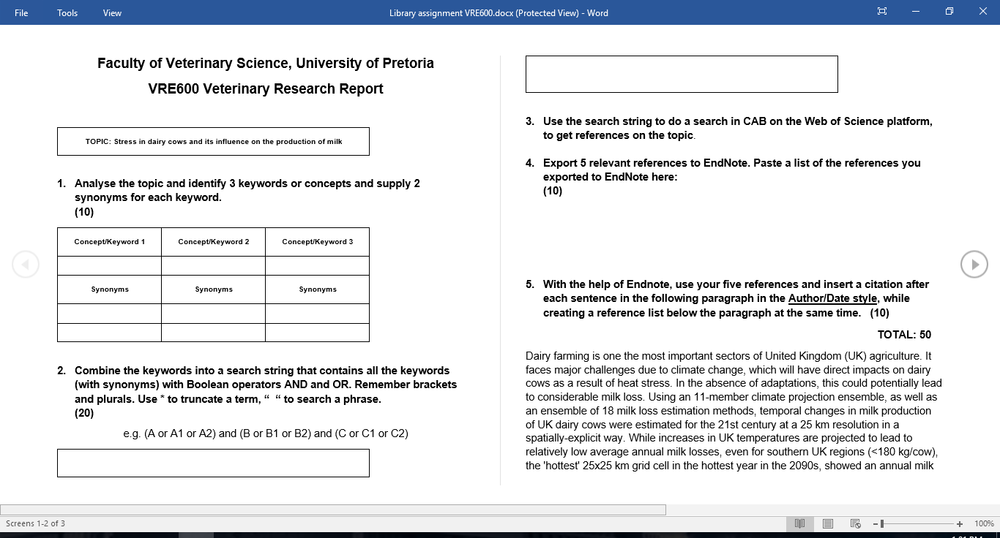 File Tools View Library assignment VRE600.docx (Protected View) - Word
Faculty of Veterinary Science, University of Pretoria
VRE600 Veterinary Research Report
TOPIC: Stress in dairy cows and its influence on the production of milk
1. Analyse the topic and identify 3 keywords or concepts and supply 2
synonyms for each keyword.
(10)
Concept/Keyword 1 Concept/Keyword 2 Concept/Keyword 3
Synonyms Synonyms Synonyms
2. Combine the keywords into a search string that contains all the keywords
(with synonyms) with Boolean operators AND and OR. Remember brackets
and plurals. Use * to truncate a term, “ “ to search a phrase.
(20)
e.g. (A or A1 or A2) and (B or B1 or B2) and (C or C1 or C2)
3. Use the search string to do a search in CAB on the Web of Science platform,
to get references on the topic.
4. Export 5 relevant references to EndNote. Paste a list of the references you
exported to EndNote here:
(10)
5. With the help of Endnote, use your five references and insert a citation after
each sentence in the following paragraph in the Author/Date style, while
creating a reference list below the paragraph at the same time. (10)
TOTAL: 50
Dairy farming is one the most important sectors of United Kingdom (UK) agriculture. It
faces major challenges due to climate change, which will have direct impacts on dairy
cows as a result of heat stress. In the absence of adaptations, this could potentially lead
to considerable milk loss. Using an 11-member climate projection ensemble, as well as
an ensemble of 18 milk loss estimation methods, temporal changes in milk production
of UK dairy cows were estimated for the 21st century at a 25 km resolution in a
spatially-explicit way. While increases in UK temperatures are projected to lead to
relatively low average annual milk losses, even for southern UK regions (<180 kg/cow),
the 'hottest' 25x25 km grid cell in the hottest year in the 2090s, showed an annual milk
Screens 1-2 of 3 100%